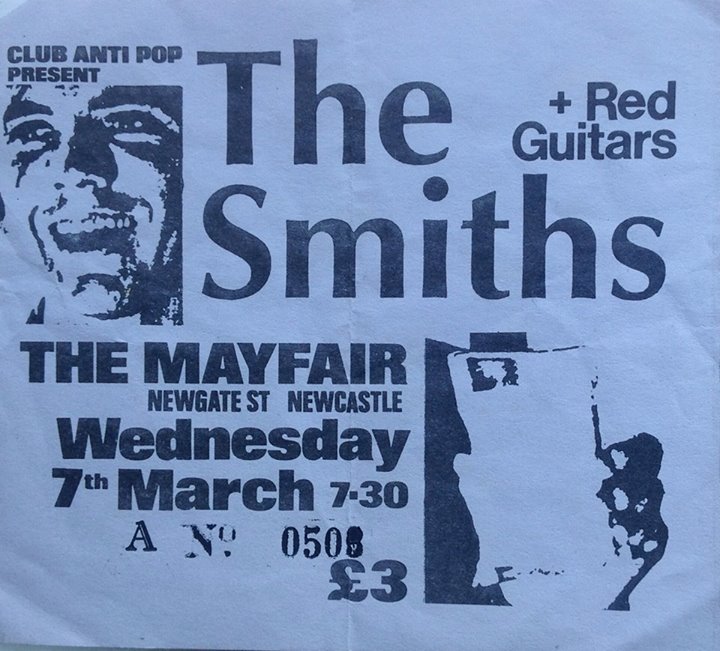 CLUB ANTI POP
PRESENT
The
Smiths
+ Red
Guitars
THE MAYFAIR
NEWGATE ST NEWCASTLE
Wednesday
7th March 7·30
A Nº 0508
£3